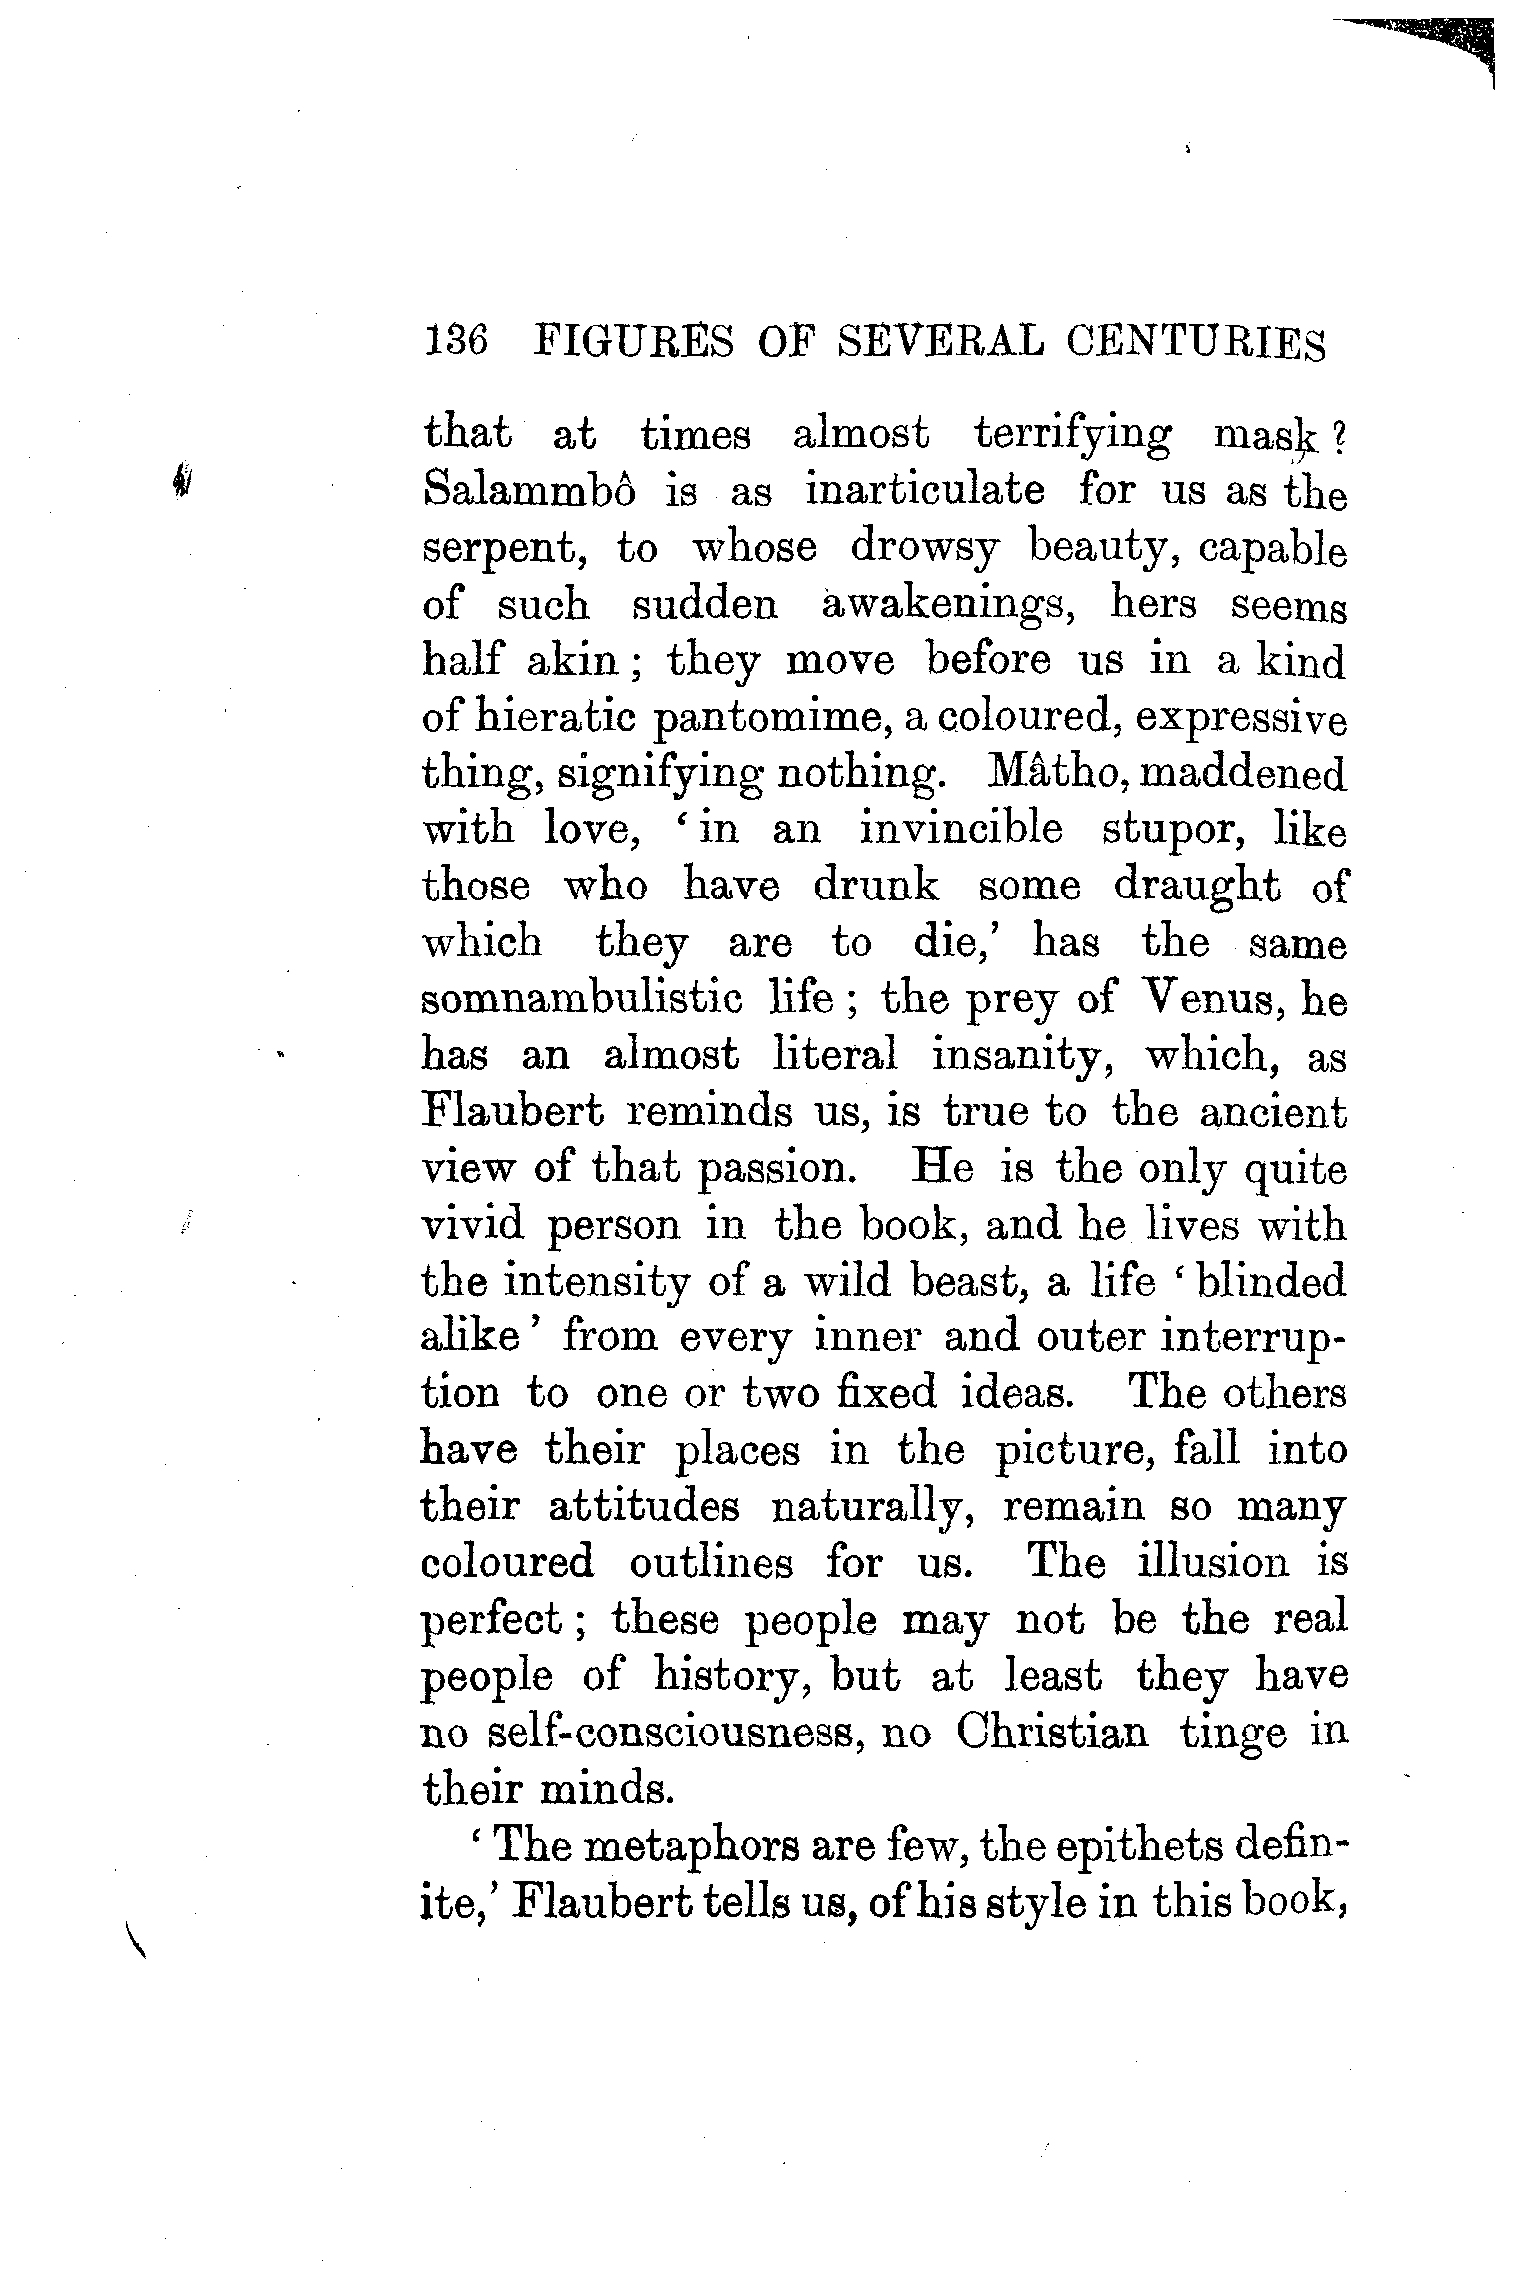 136 FIGURES OF SEVERAL CENTURIES
that at times almost terrifying mask ?
Salammbô is as inarticulate for us as the
serpent, to whose drowsy beauty, capable
of such sudden awakenings, hers seems
half akin ; they move before us in a kind
of hieratic pantomime, a coloured, expressive
thing, signifying nothing. Mâtho, maddened
with love, ‘ in an invincible stupor, like
those who have drunk some draught of
which they are to die,’ has the same
somnambulistic life ; the prey of Venus, he
has an almost literal insanity, which, as
Flaubert reminds us, is true to the ancient
view of that passion. He is the only quite
vivid person in the book, and he lives with
the intensity of a wild beast, a life ‘ blinded
alike ’ from every inner and outer interrup-
tion to one or two fixed ideas. The others
have their places in the picture, fall into
their attitudes naturally, remain so many
coloured outlines for us. The illusion is
perfect ; these people may not be the real
people of history, but at least they have
no self-consciousness, no Christian tinge in
their minds.
‘ The metaphors are few, the epithets defin-
ite,’ Flaubert tells us, of his style in this book,